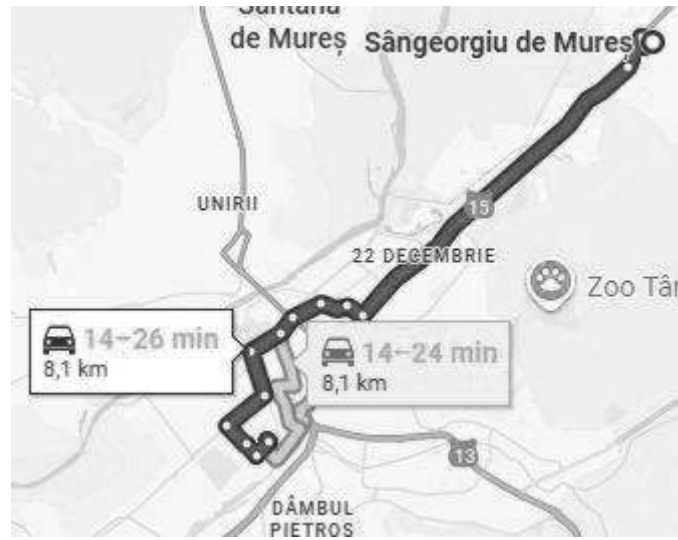 Sântana
de Mureș
Sângeorgiu de Mureș
UNIRII
15
22 DECEMBRIE
Zoo Târ
14–26 min
8,1 km
14–24 min
8,1 km
13
DÂMBUL
PIETROS